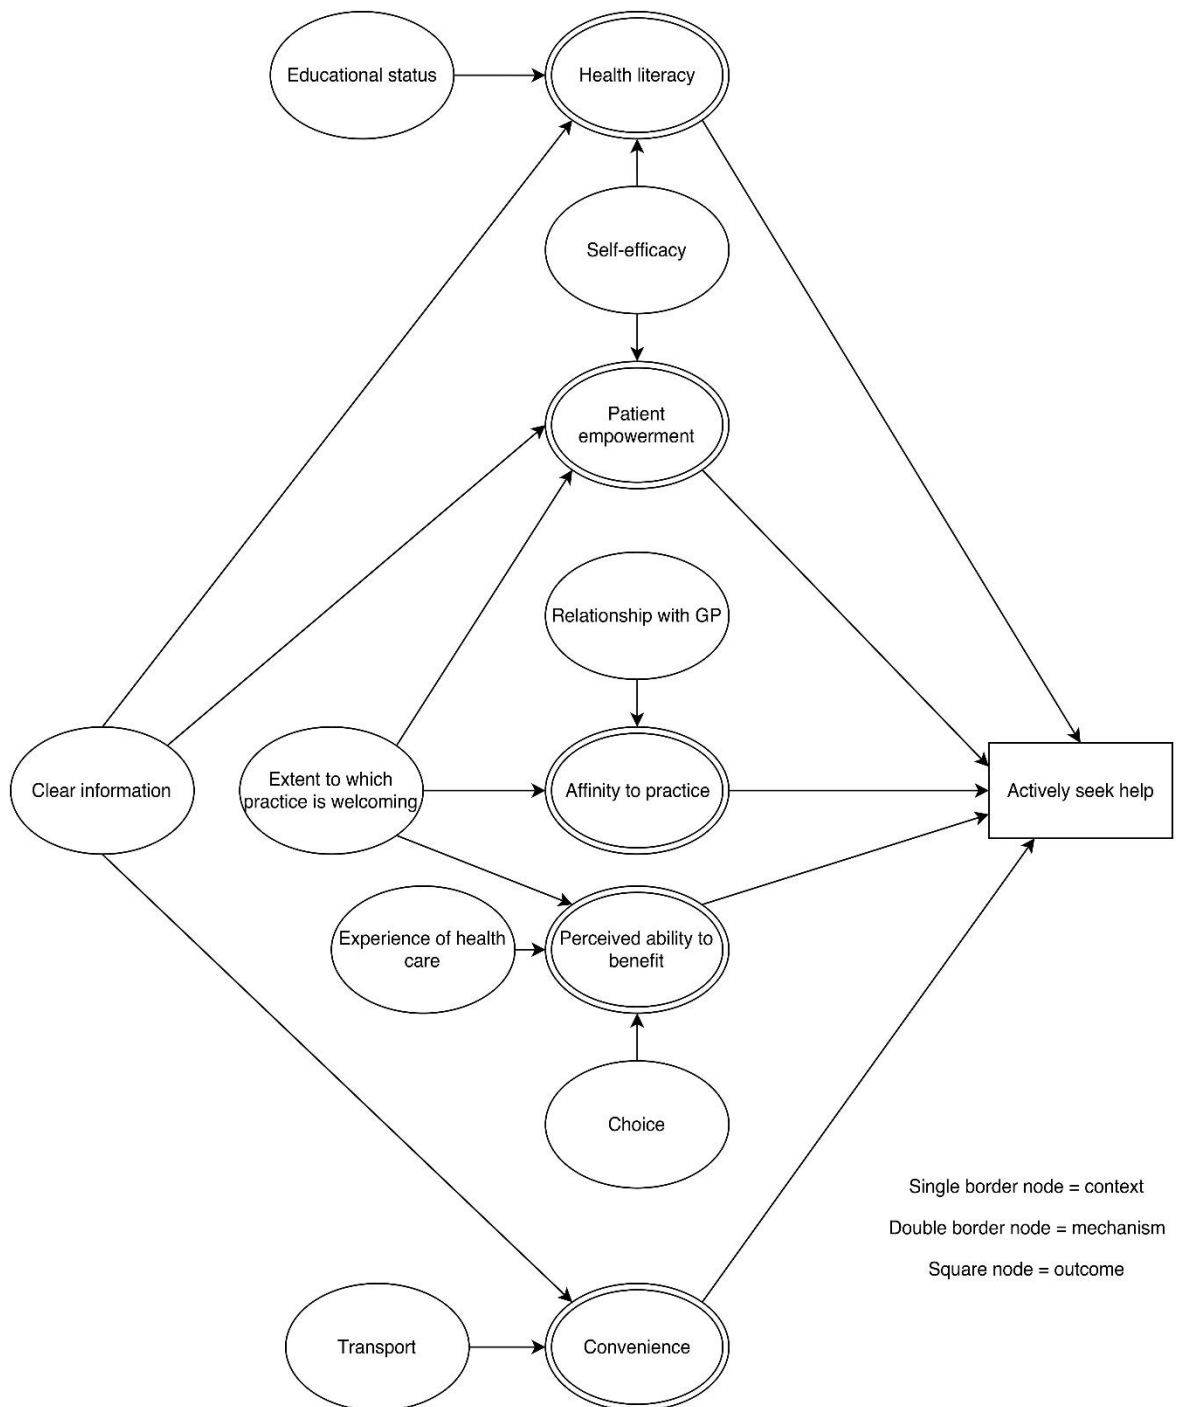 Educational status
Health literacy
Self-efficacy
Patient
empowerment
Relationship with GP
Clear information
Extent to which
practice is welcoming
Affinity to practice
Actively seek help
Experience of health
care
Perceived ability to
benefit
Choice
Single border node = context
Double border node = mechanism
Square node = outcome
Transport
Convenience